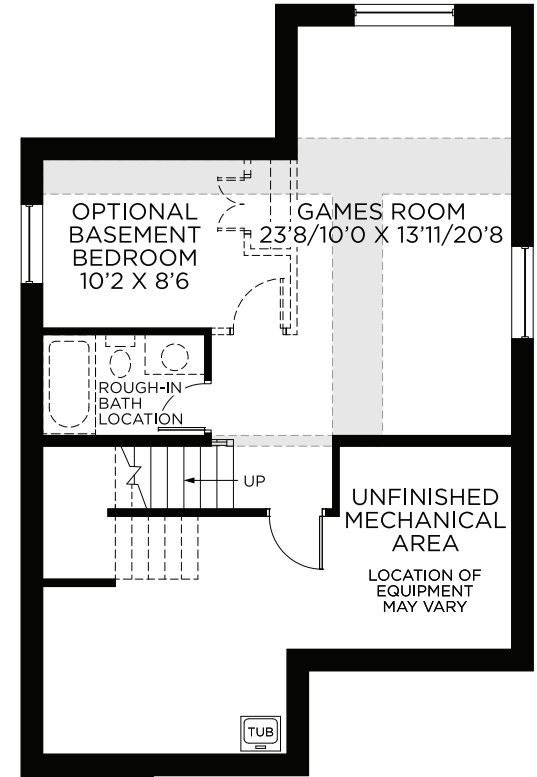 OPTIONAL
BASEMENT
BEDROOM
10'2 X 8'6
GAMES ROOM
23'8/10'0 X 13'11/20'8
ROUGH-IN
BATH
LOCATION
UP
UNFINISHED
MECHANICAL
AREA
LOCATION OF
EQUIPMENT
MAY VARY
TUB